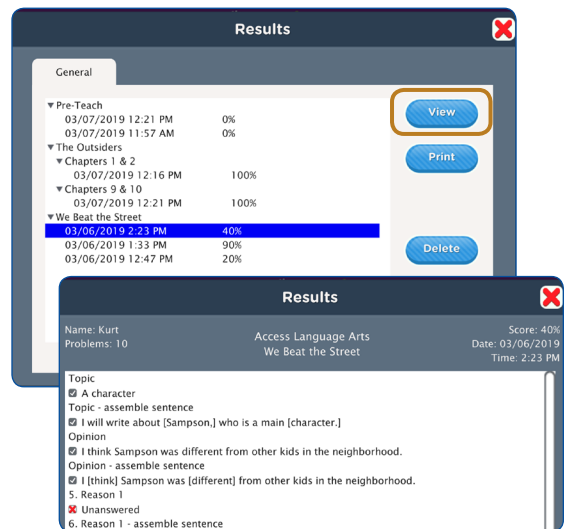 Results
General
▼Pre-Teach
03/07/2019 12:21 PM 0%
03/07/2019 11:57 AM 0%
▼The Outsiders
▼Chapters 1 & 2
03/07/2019 12:16 PM 100%
▼Chapters 9 & 10
03/07/2019 12:21 PM 100%
▼We Beat the Street
03/06/2019 2:23 PM 40%
03/06/2019 1:33 PM 90%
03/06/2019 12:47 PM 20%
View
Print
Delete
Results
Name: Kurt
Problems: 10
Access Language Arts
We Beat the Street
Score: 40%
Date: 03/06/2019
Time: 2:23 PM
Topic
A character
Topic - assemble sentence
I will write about [Sampson,] who is a main [character.]
Opinion
I think Sampson was different from other kids in the neighborhood.
Opinion - assemble sentence
I [think] Sampson was [different] from other kids in the neighborhood.
5. Reason 1
Unanswered
6. Reason 1 - assemble sentence